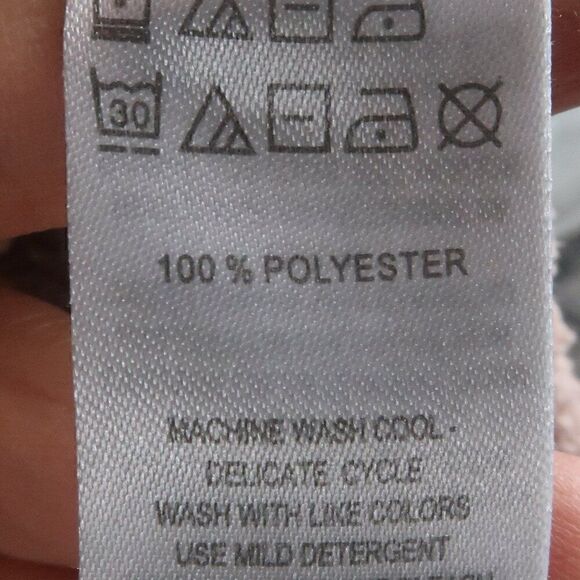 30
100 % POLYESTER
MACHINE WASH COOL -
DELICATE CYCLE
WASH WITH LIKE COLORS
USE MILD DETERGENT